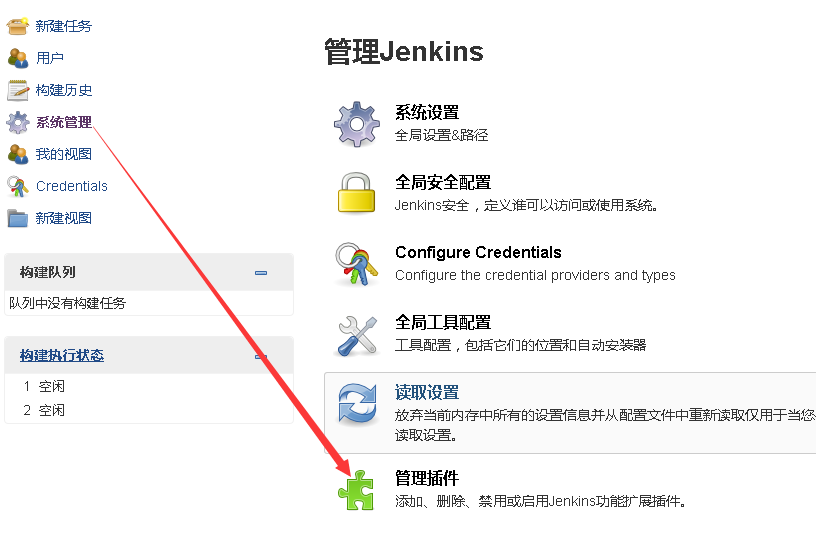 新建任务
用户
构建历史
系统管理
我的视图
Credentials
新建视图
构建队列
队列中没有构建任务
构建执行状态
1 空闲
2 空闲
管理Jenkins
系统设置
全局设置&路径
全局安全配置
Jenkins安全，定义谁可以访问或使用系统。
Configure Credentials
Configure the credential providers and types
全局工具配置
工具配置，包括它们的位置和自动安装器
读取设置
放弃当前内存中所有的设置信息并从配置文件中重新读取仅用于当您
读取设置。
管理插件
添加、删除、禁用或启用Jenkins功能扩展插件。